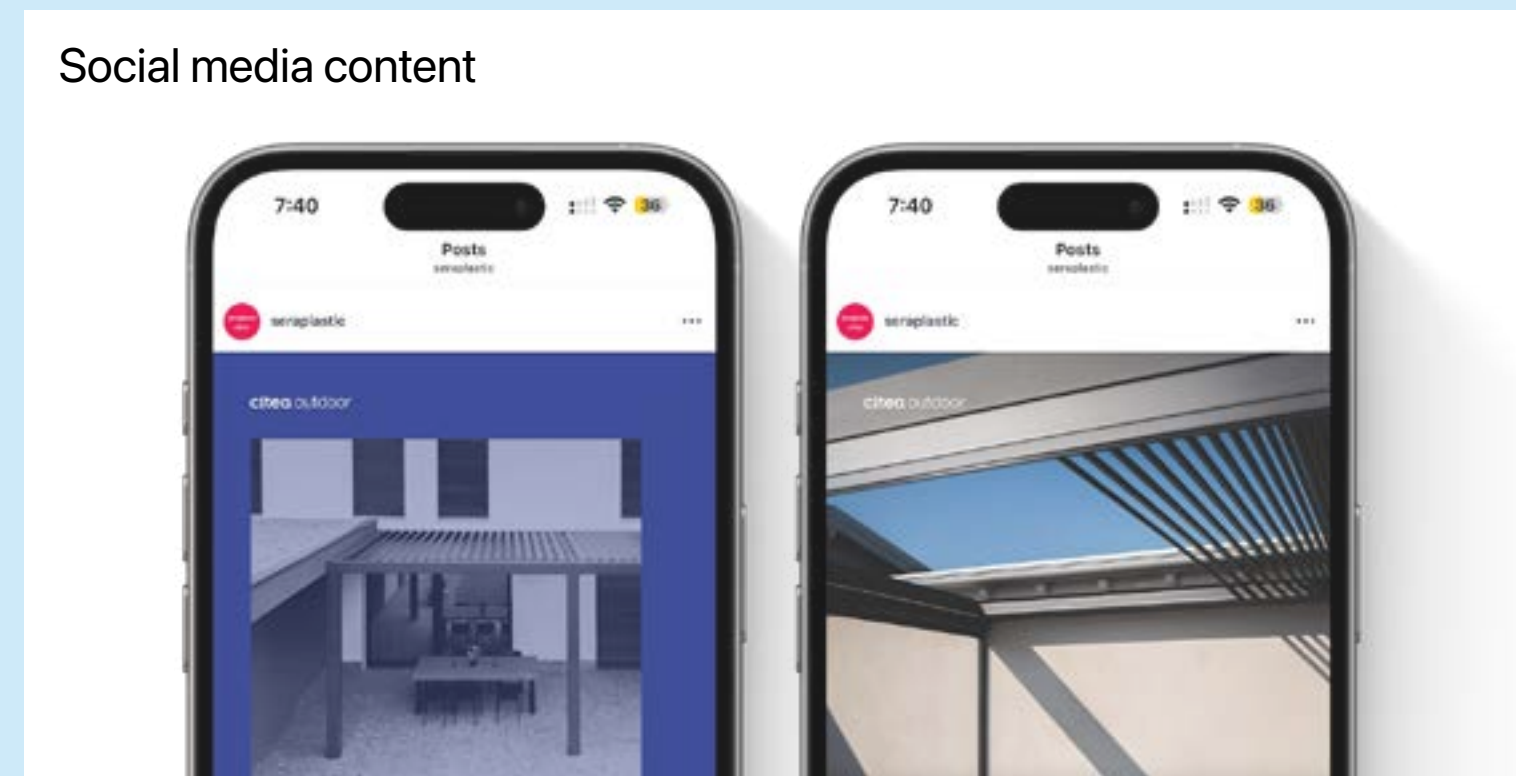 Social media content
7:40
36
Posts
seraplastic
seraplastic
citea outdoor
7:40
36
Posts
seraplastic
seraplastic
citea outdoor